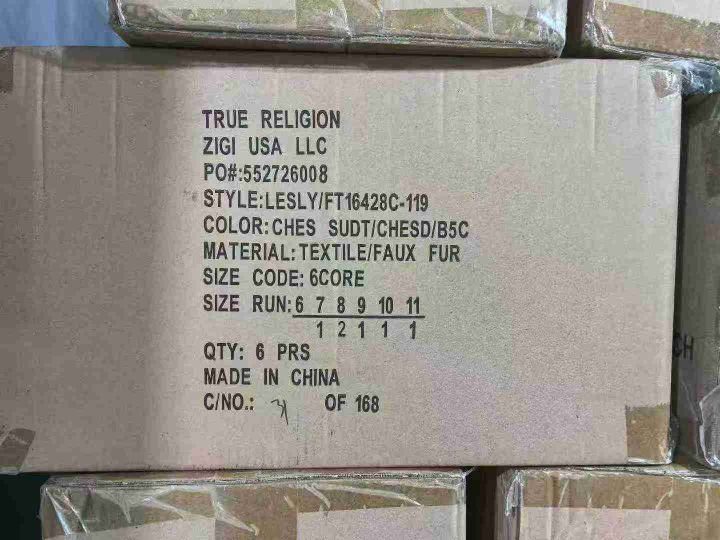 TRUE RELIGION
ZIGI USA LLC
PO#:552726008
STYLE:LESLY/FT16428C-119
COLOR:CHES SUDT/CHESD/B5C
MATERIAL:TEXTILE/FAUX FUR
SIZE CODE: 6CORE
SIZE RUN: 6 7 8 9 10 11
1 2 1 1 1
QTY: 6 PRS
MADE IN CHINA
C/NO.: OF 168
CH